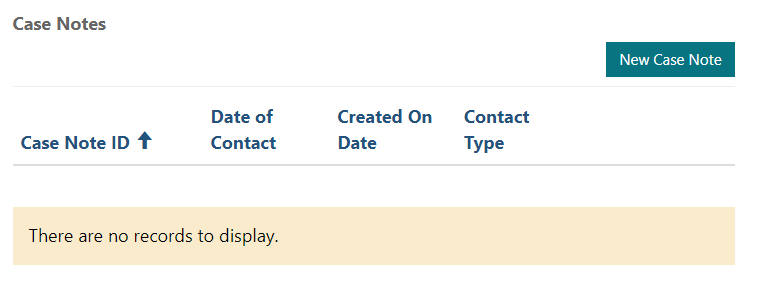 Case Notes
New Case Note
Case Note ID
Date of
Contact
Created On
Date
Contact
Type
There are no records to display.